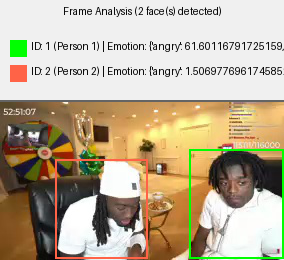 Frame Analysis (2 face(s) detected)
ID: 1 (Person 1) | Emotion: {'angry': 61.60116791725159,
ID: 2 (Person 2) | Emotion: {'angry': 1.506977696174585
52:51:07